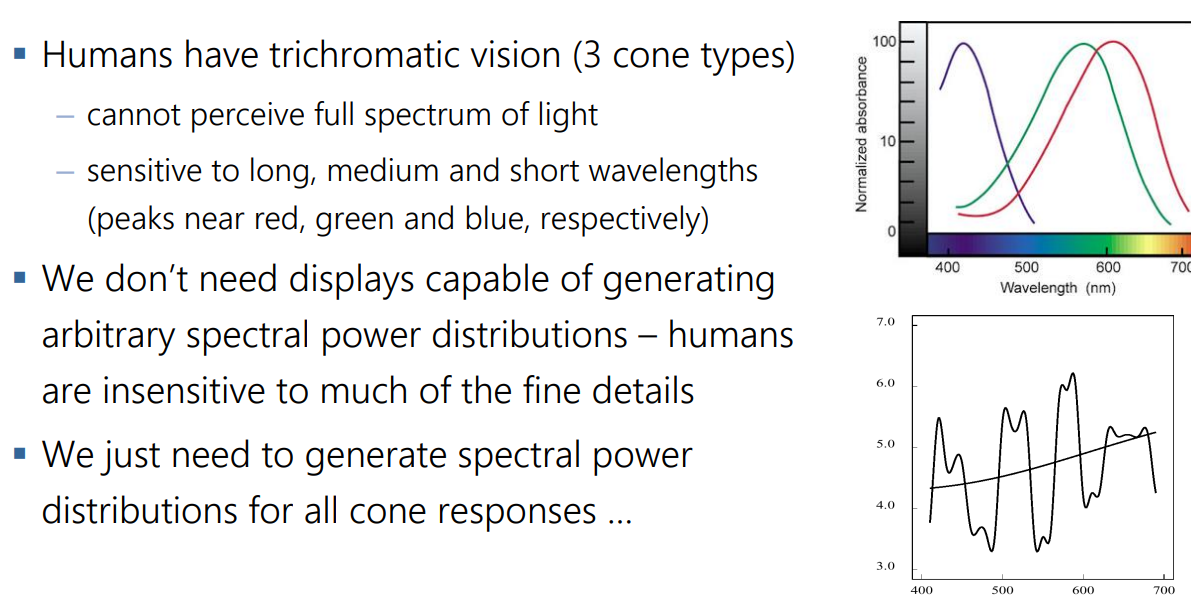 ▪ Humans have trichromatic vision (3 cone types)
– cannot perceive full spectrum of light
– sensitive to long, medium and short wavelengths
(peaks near red, green and blue, respectively)
▪ We don’t need displays capable of generating
arbitrary spectral power distributions – humans
are insensitive to much of the fine details
▪ We just need to generate spectral power
distributions for all cone responses ...
Normalized absorbance
100
10
0
400 500 600 700
Wavelength (nm)
7.0
6.0
5.0
4.0
3.0
400 500 600 700